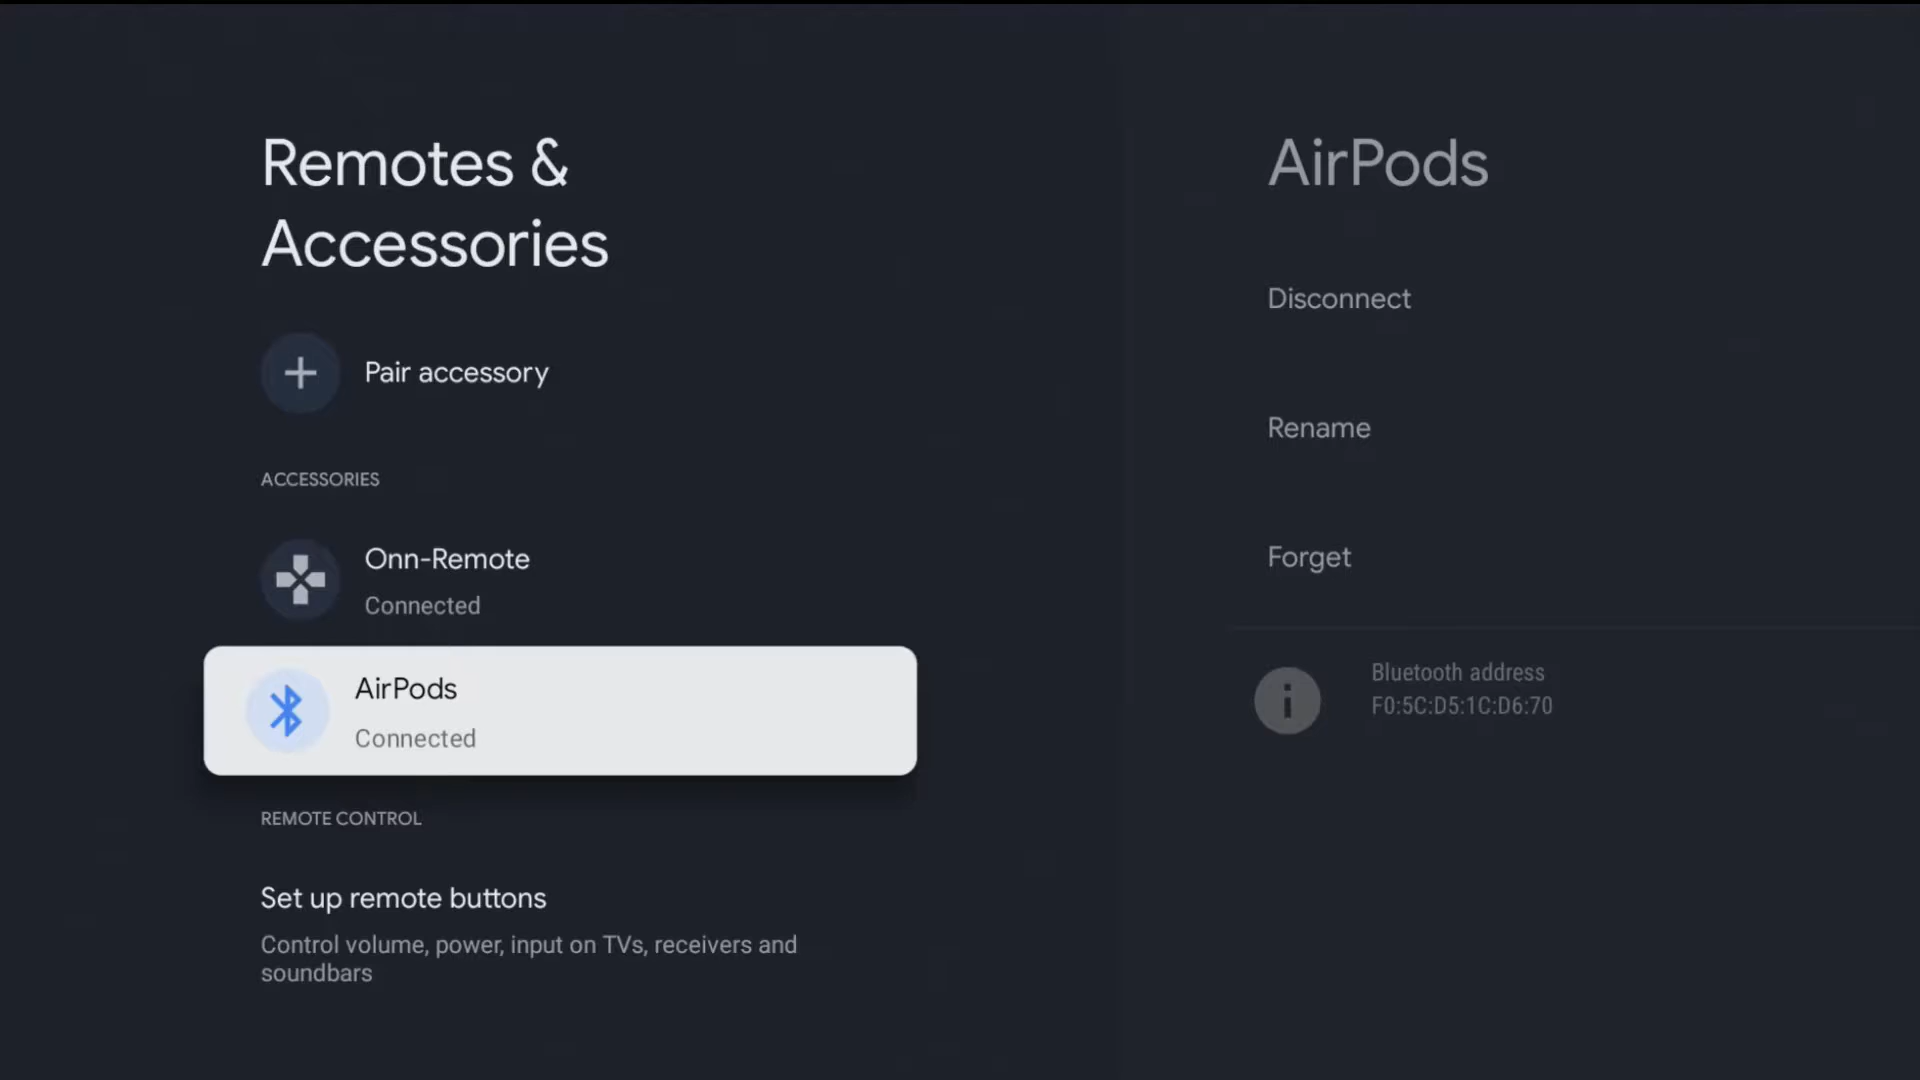 Remotes &
Accessories
Pair accessory
ACCESSORIES
Onn-Remote
Connected
AirPods
Connected
REMOTE CONTROL
Set up remote buttons
Control volume, power, input on TVs, receivers and
soundbars
AirPods
Disconnect
Rename
Forget
Bluetooth address
F0:5C:D5:1C:D6:70